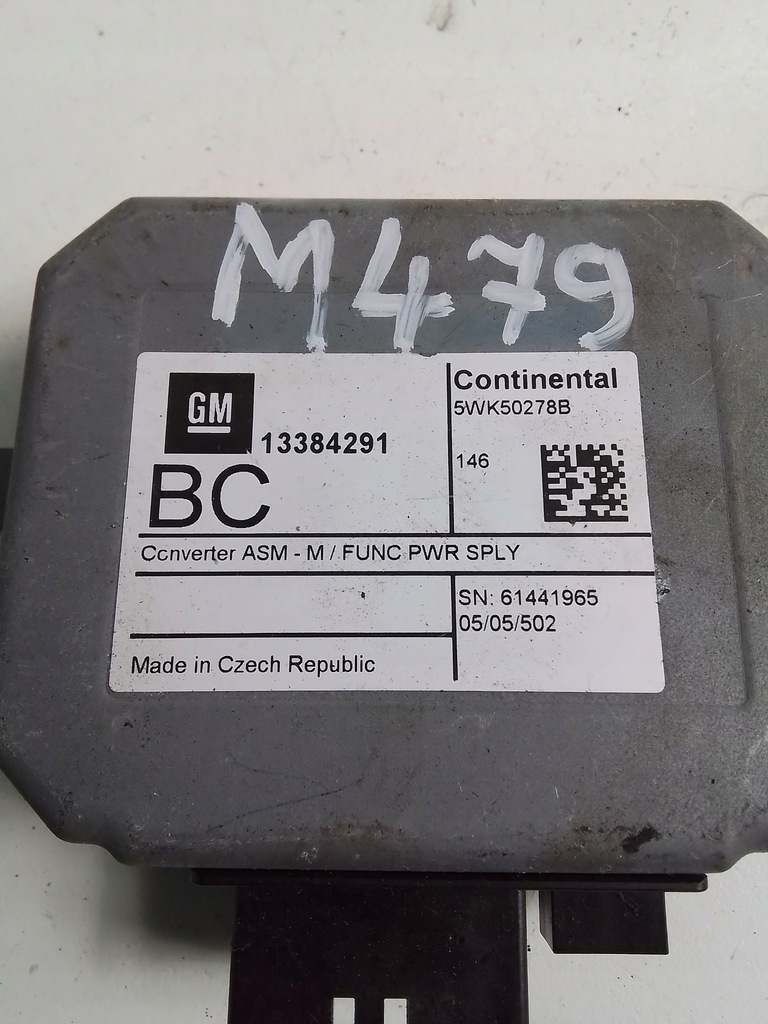 M479
GM
13384291
BC
Continental
5WK50278B
146
Converter ASM - M / FUNC PWR SPLY
SN: 61441965
05/05/502
Made in Czech Republic